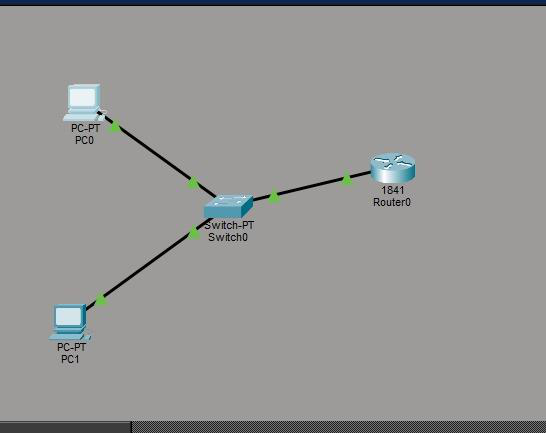 PC-PT
PC0
1841
Router0
Switch-PT
Switch0
PC-PT
PC1